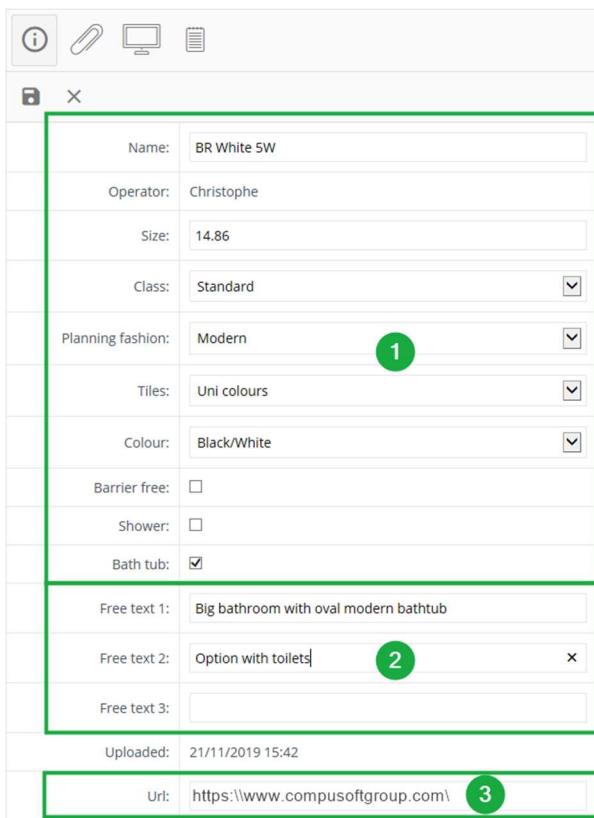 Name: BR White 5W
Operator: Christophe
Size: 14.86
Class: Standard
Planning fashion: Modern
1
Tiles: Uni colours
Colour: Black/White
Barrier free:
Shower:
Bath tub:
Free text 1: Big bathroom with oval modern bathtub
Free text 2: Option with toilets
2
Free text 3:
Uploaded: 21/11/2019 15:42
Url: https:\\www.compusoftgroup.com\
3